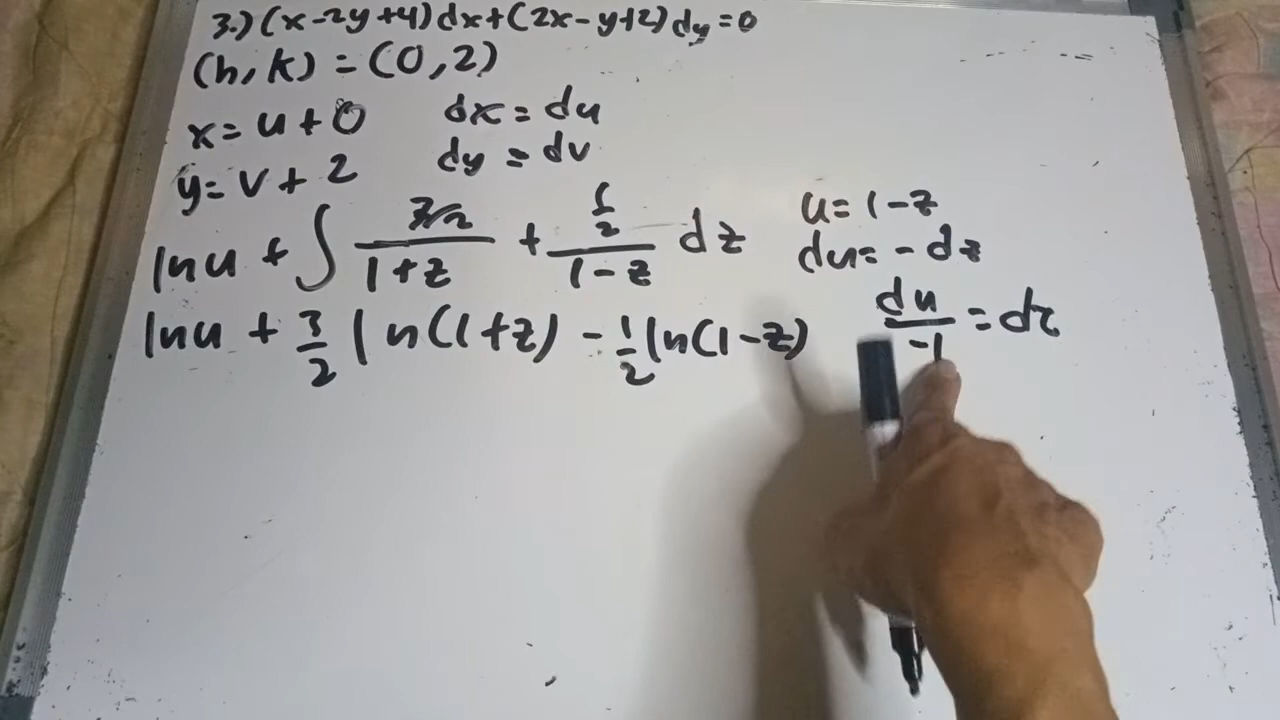 3.) (x-2y+4)dx+(2x-y+2)dy=0
(h,k) = (0,2)
x= u+0 dx= du
y= v+2 dy = dv
ln u + ∫ 3/2 / 1+z + 1/2 / 1-z dz
ln u + 3/2 ln(1+z) - 1/2 ln(1-z)
u= 1-z
du= -dz
du/-1 = dz